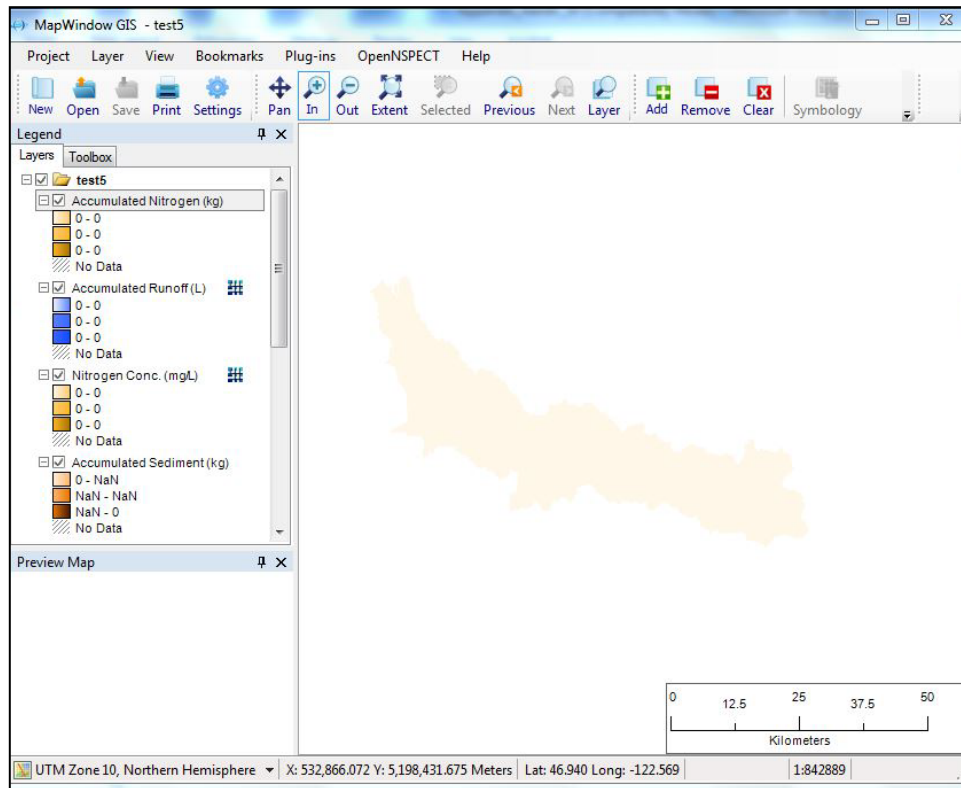 MapWindow GIS - test5
Project Layer View Bookmarks Plug-ins OpenNSPECT Help
New Open Save Print Settings Pan In Out Extent Selected Previous Next Layer Add Remove Clear Symbology
Legend
Layers Toolbox
test5
Accumulated Nitrogen (kg)
0 - 0
0 - 0
0 - 0
No Data
Accumulated Runoff (L)
0 - 0
0 - 0
0 - 0
No Data
Nitrogen Conc. (mg/L)
0 - 0
0 - 0
0 - 0
No Data
Accumulated Sediment (kg)
0 - NaN
NaN - NaN
NaN - 0
No Data
Preview Map
0 12.5 25 37.5 50
Kilometers
UTM Zone 10, Northern Hemisphere X: 532,866.072 Y: 5,198,431.675 Meters Lat: 46.940 Long: -122.569 1:842889